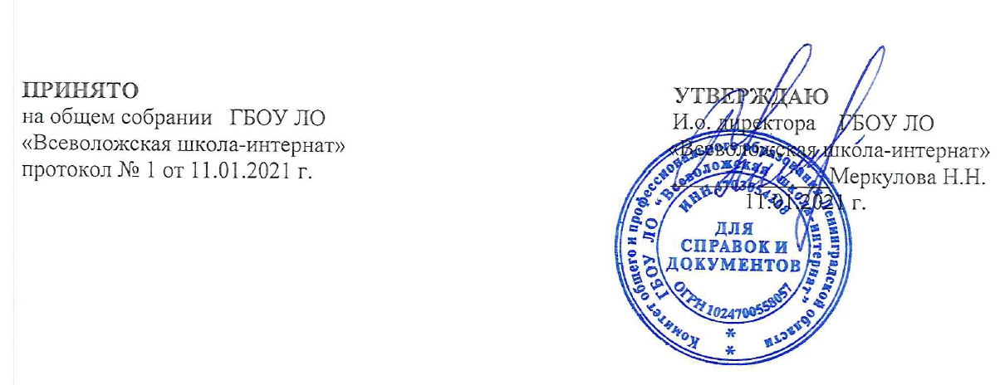 ПРИНЯТО
на общем собрании ГБОУ ЛО
«Всеволожская школа-интернат»
протокол № 1 от 11.01.2021 г.
УТВЕРЖДАЮ
И.о. директора ГБОУ ЛО
«Всеволожская школа-интернат»
Меркулова Н.Н.
11.01.2021 г.
Комитет общего и профессионального образования Ленинградской области
ГБОУ ЛО “Всеволожская школа-интернат”
ИНН 4703054208
ДЛЯ
СПРАВОК И
ДОКУМЕНТОВ
ОГРН 1024700558057
* *